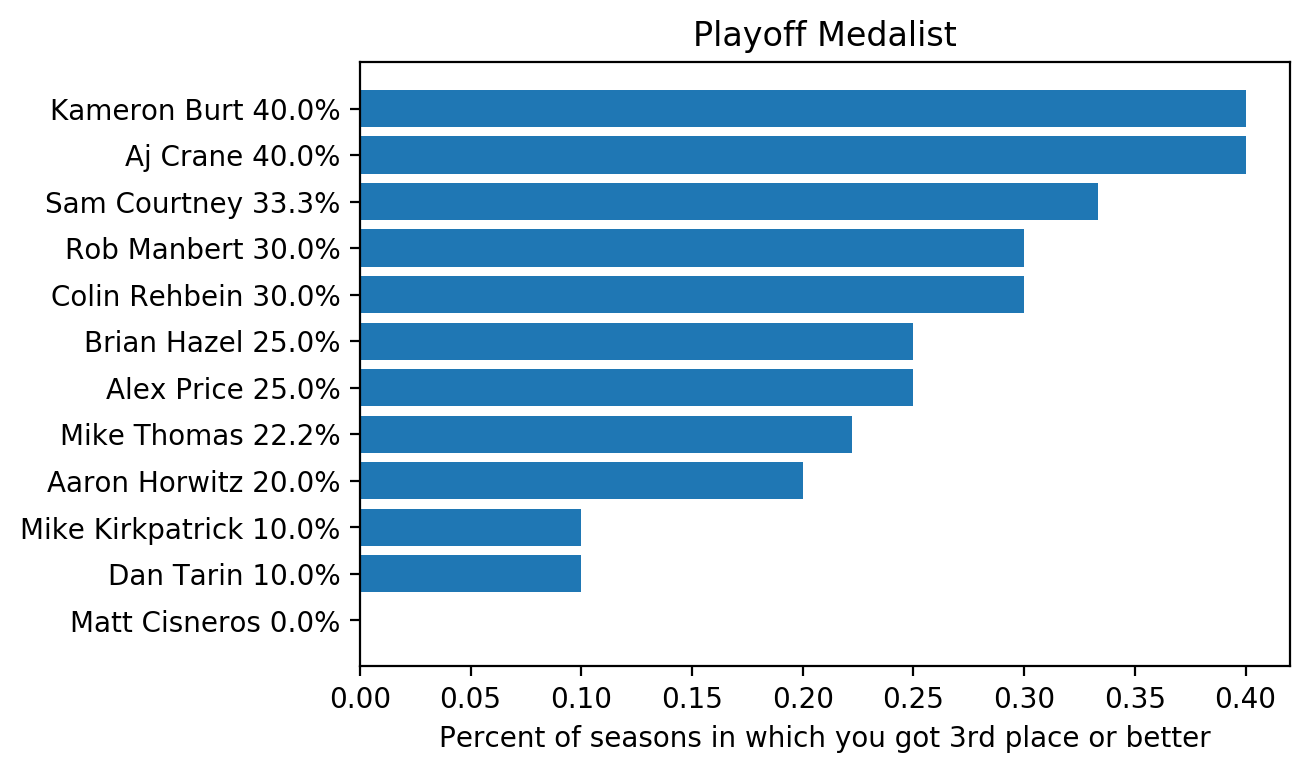 Playoff Medalist
Kameron Burt 40.0%
Aj Crane 40.0%
Sam Courtney 33.3%
Rob Manbert 30.0%
Colin Rehbein 30.0%
Brian Hazel 25.0%
Alex Price 25.0%
Mike Thomas 22.2%
Aaron Horwitz 20.0%
Mike Kirkpatrick 10.0%
Dan Tarin 10.0%
Matt Cisneros 0.0%
0.00 0.05 0.10 0.15 0.20 0.25 0.30 0.35 0.40
Percent of seasons in which you got 3rd place or better